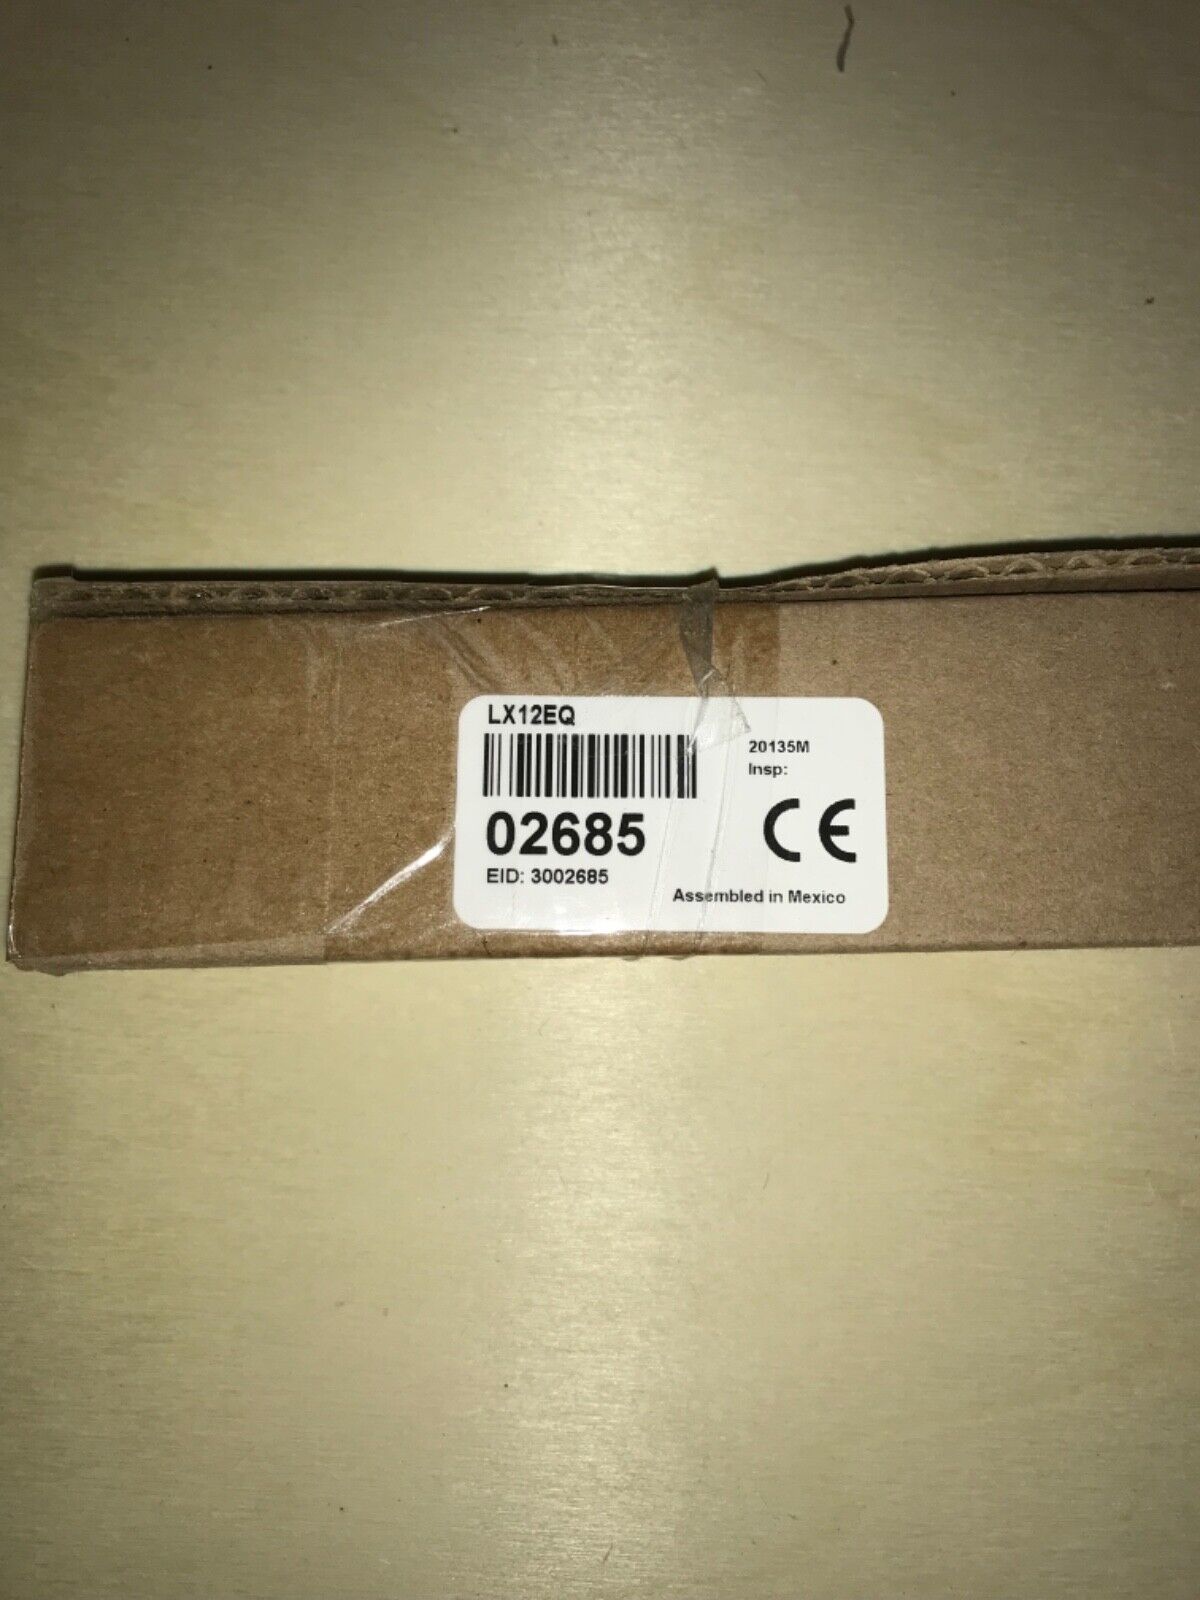 LX12EQ
20135M
Insp:
02685
CE
EID: 3002685
Assembled in Mexico